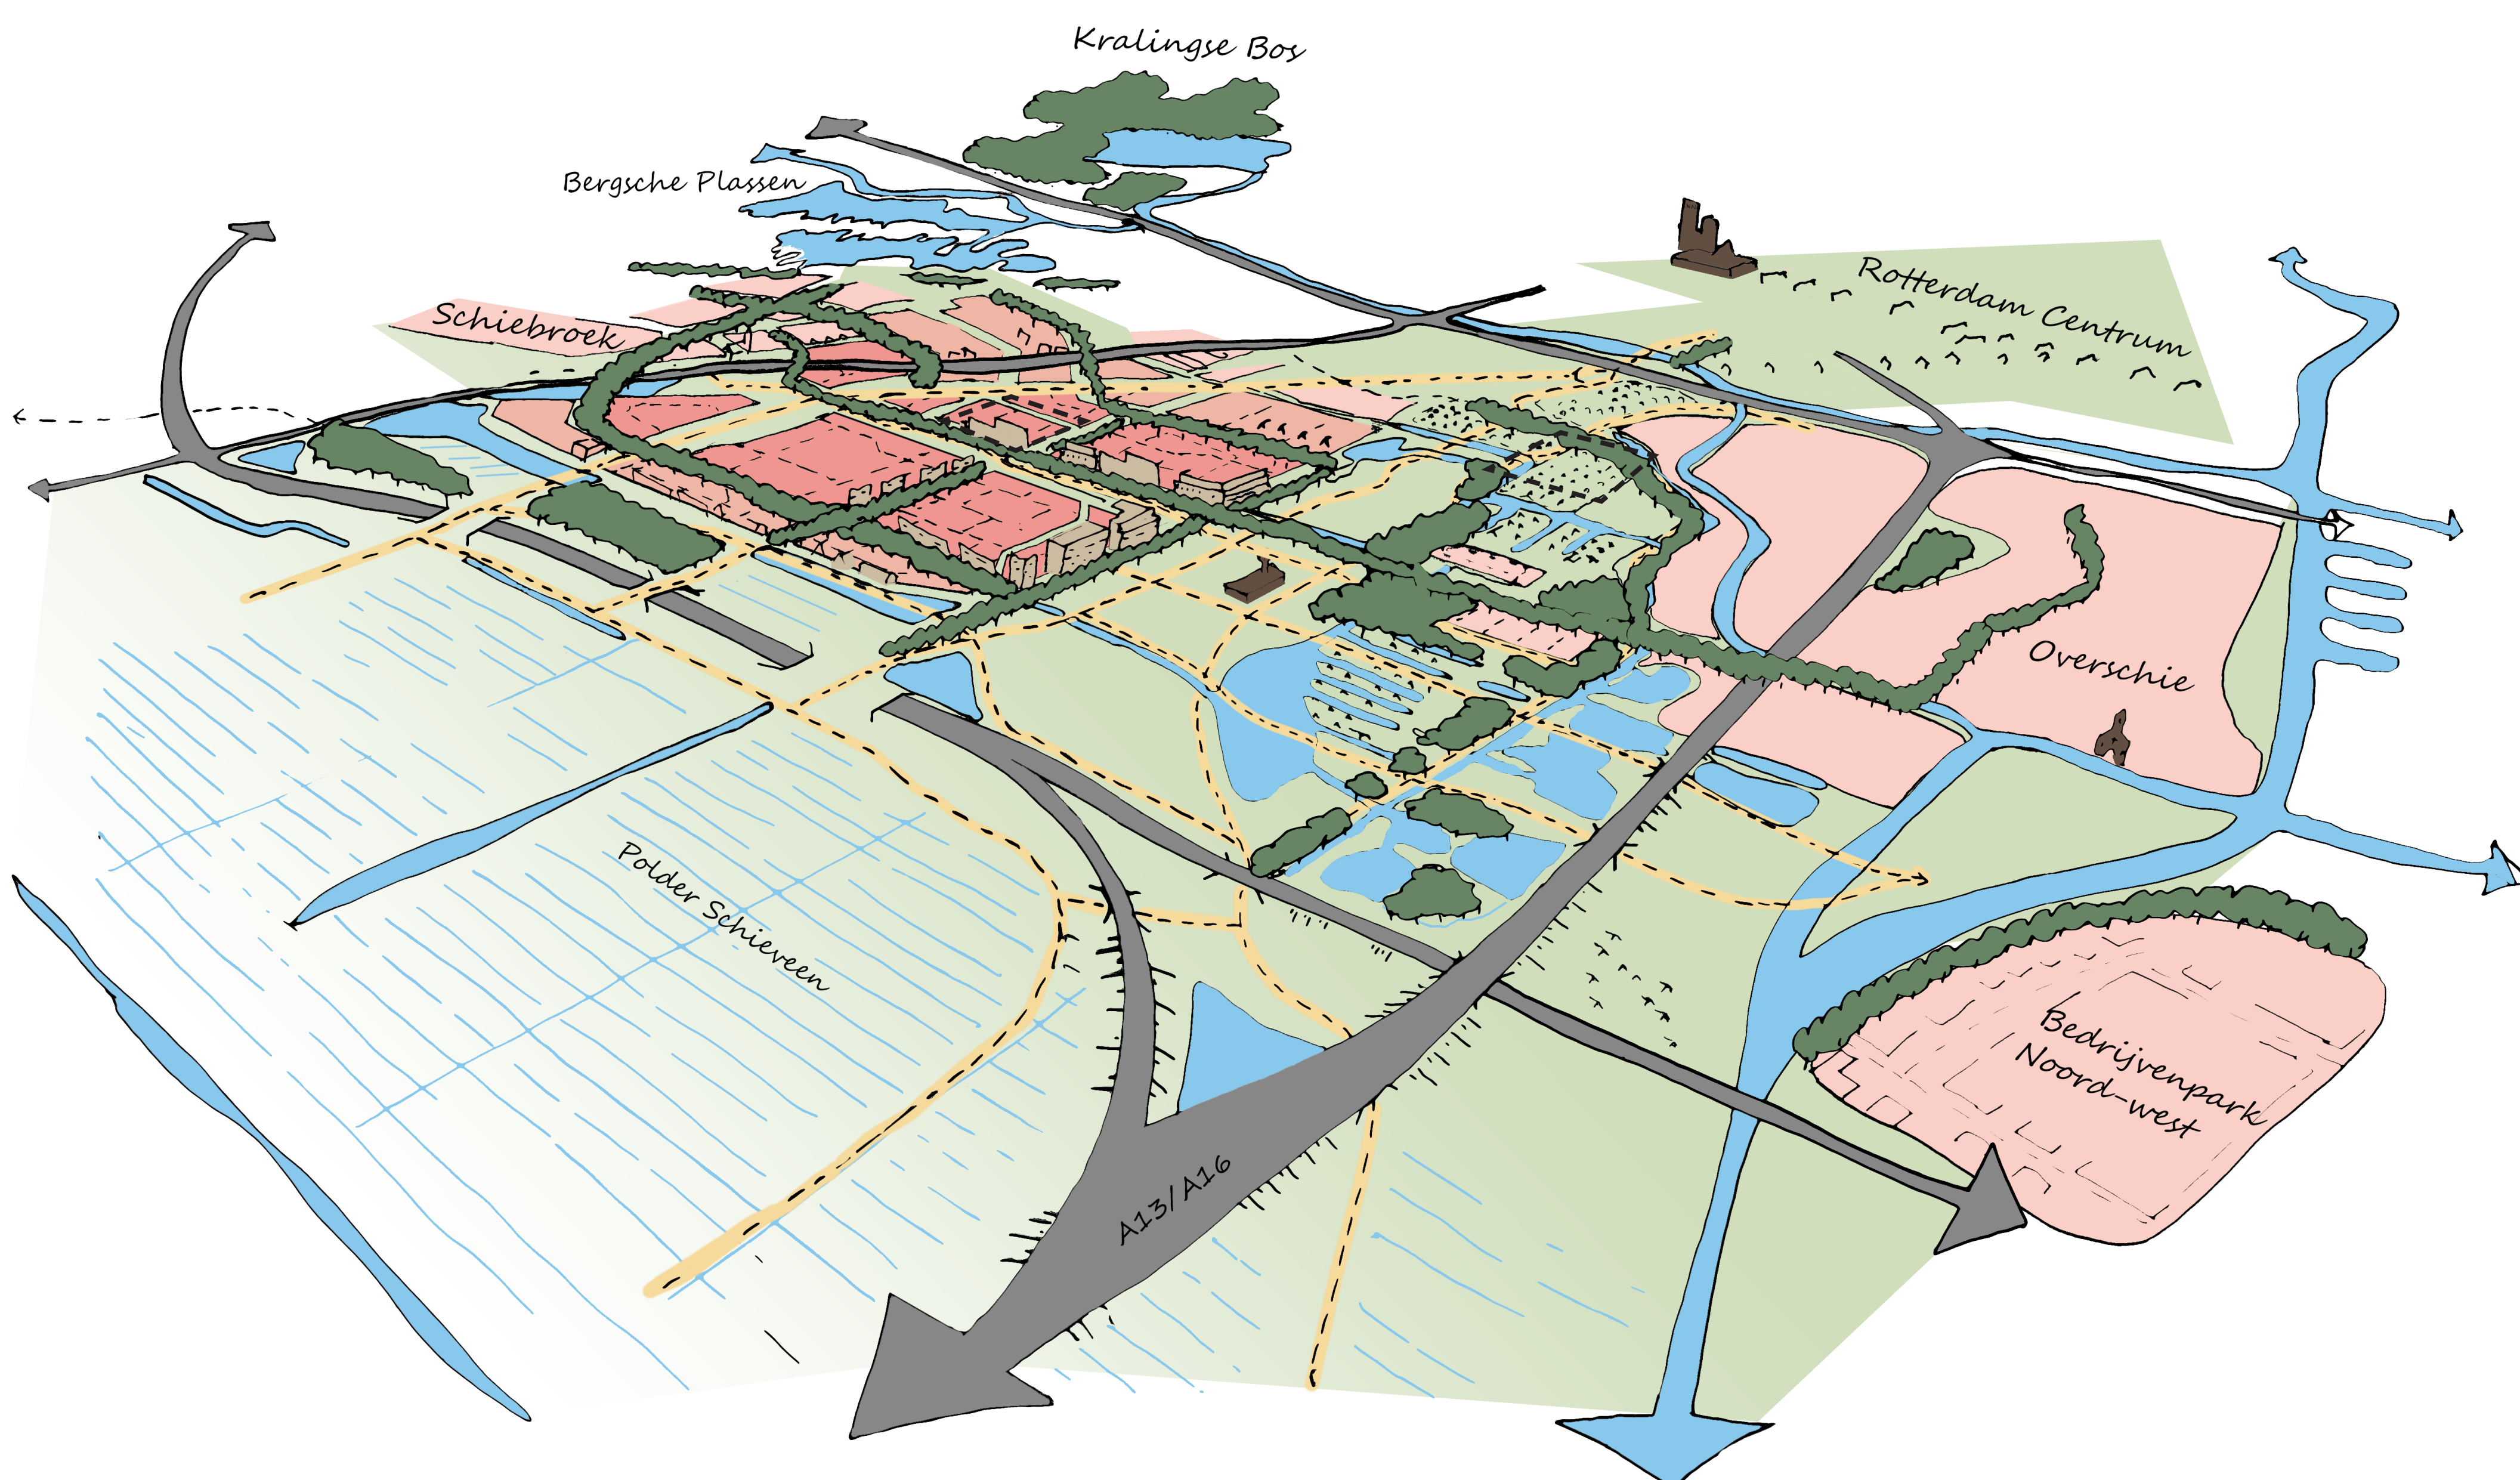 Kralingse Bos
Bergsche Plassen
Rotterdam Centrum
Schiebroek
Overschie
Polder Schieveen
Bedrijvenpark
Noord-west
A13/A16